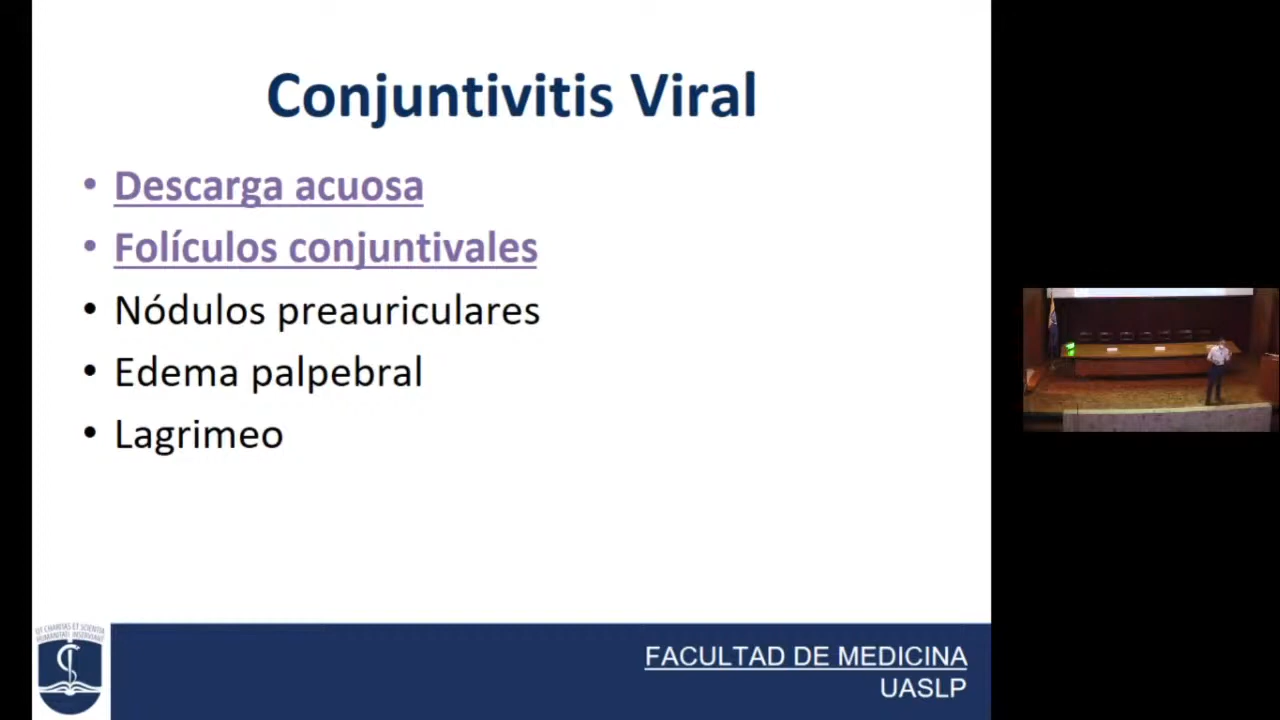 Conjuntivitis Viral
• Descarga acuosa
• Folículos conjuntivales
• Nódulos preauriculares
• Edema palpebral
• Lagrimeo
FACULTAD DE MEDICINA
UASLP